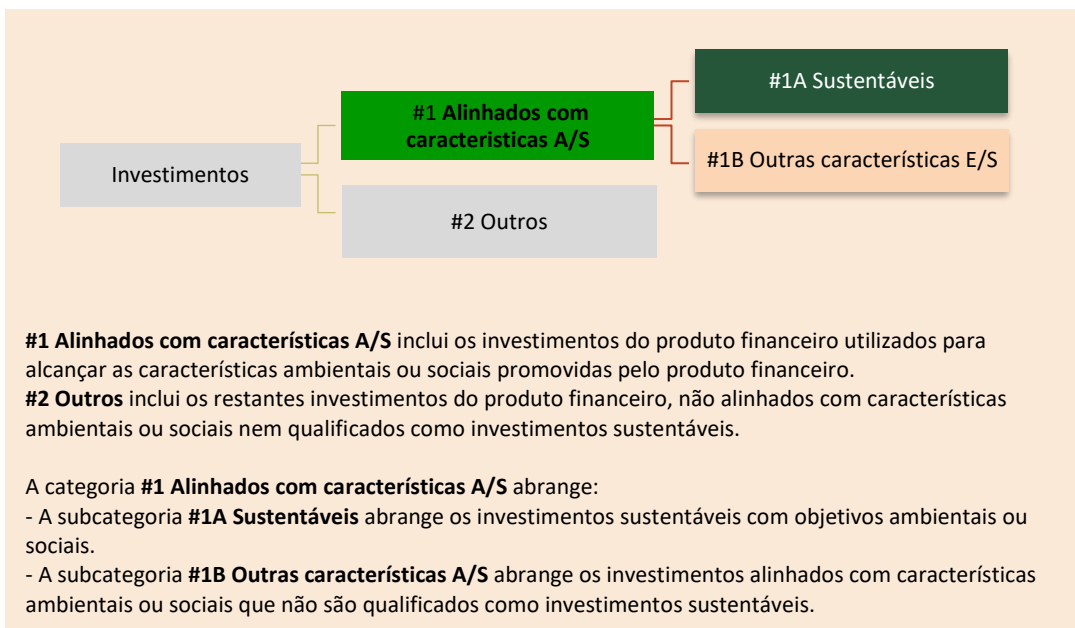 #1A Sustentáveis
#1 Alinhados com
caracteristicas A/S
#1B Outras características E/S
Investimentos
#2 Outros
#1 Alinhados com características A/S inclui os investimentos do produto financeiro utilizados para
alcançar as características ambientais ou sociais promovidas pelo produto financeiro.
#2 Outros inclui os restantes investimentos do produto financeiro, não alinhados com características
ambientais ou sociais nem qualificados como investimentos sustentáveis.
A categoria #1 Alinhados com características A/S abrange:
- A subcategoria #1A Sustentáveis abrange os investimentos sustentáveis com objetivos ambientais ou
sociais.
- A subcategoria #1B Outras características A/S abrange os investimentos alinhados com características
ambientais ou sociais que não são qualificados como investimentos sustentáveis.